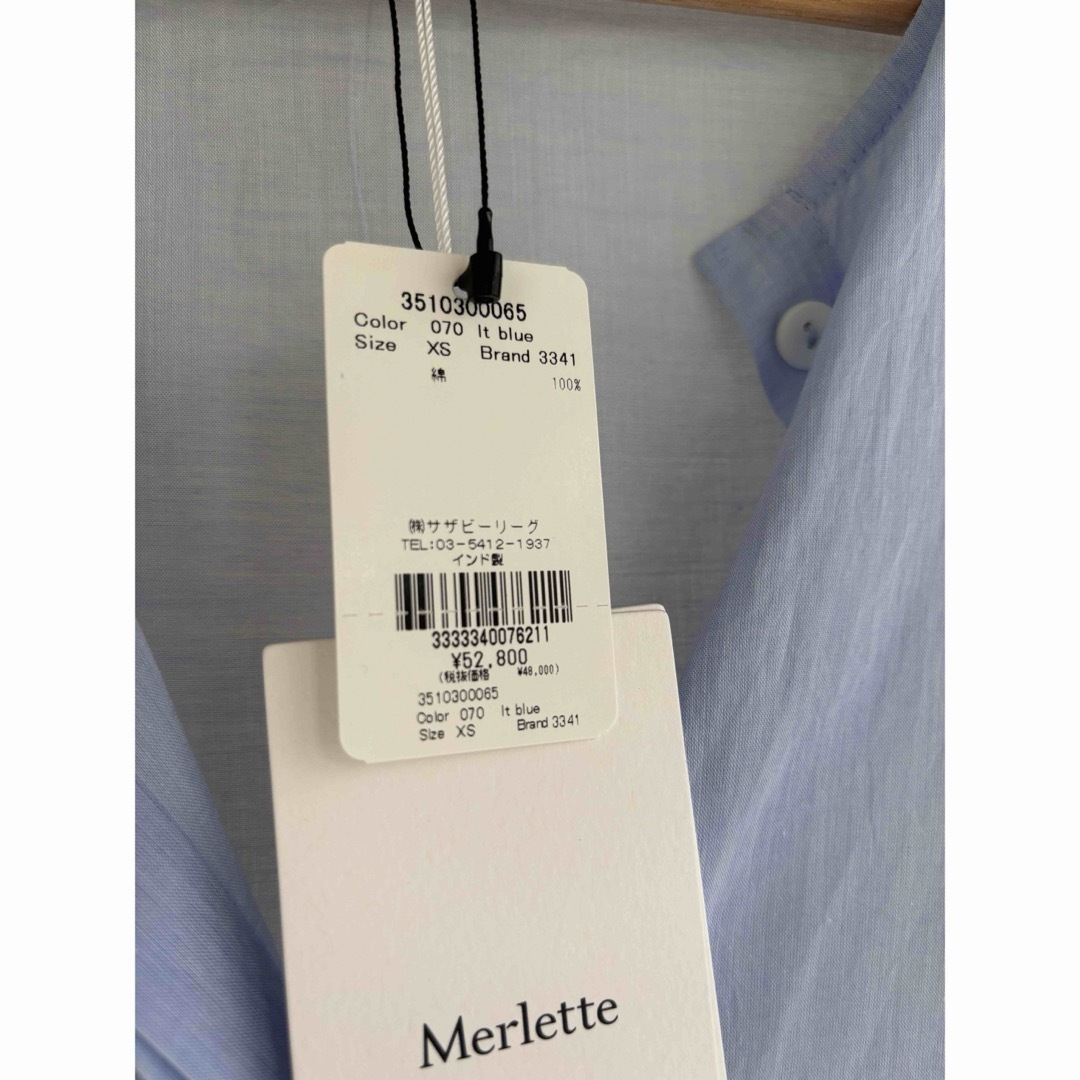 3510300065
Color 070 lt blue
Size XS Brand 3341
綿 100%
㈱サザビーリーグ
TEL:03-5412-1937
インド製
3333340076211
¥52,800
(税抜価格 ¥48,000)
3510300065
Color 070 lt blue
Size XS Brand 3341
Merlette